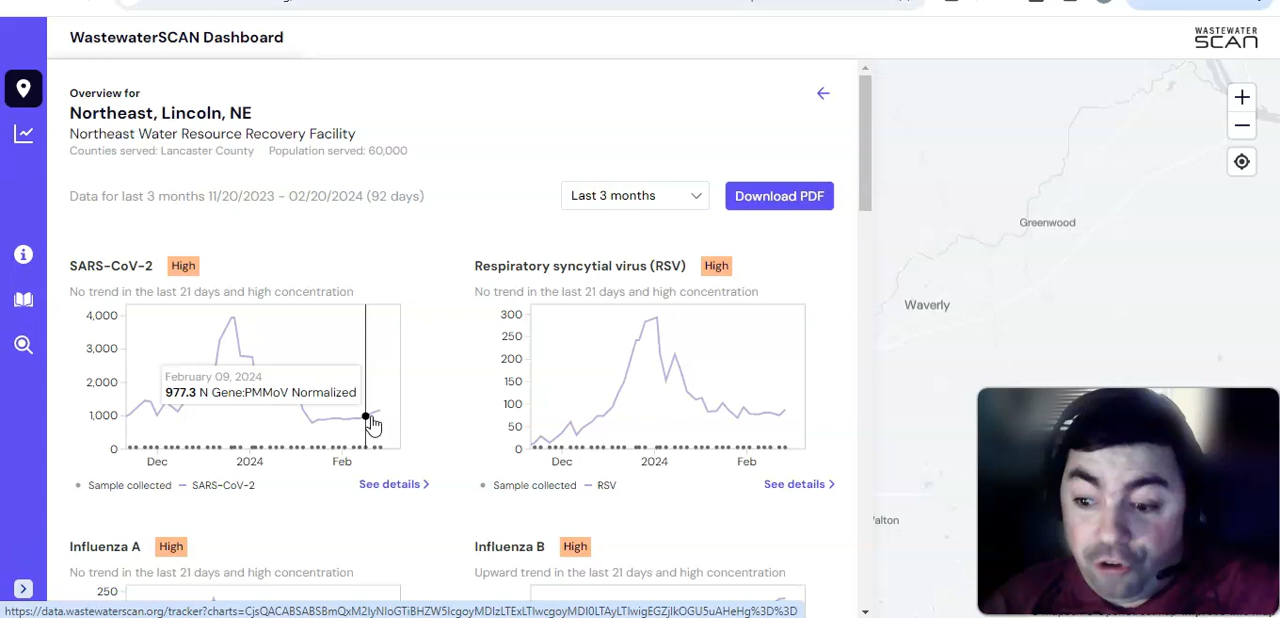 WastewaterSCAN Dashboard
WASTEWATER
SCAN
Overview for
Northeast, Lincoln, NE
Northeast Water Resource Recovery Facility
Counties served: Lancaster County Population served: 60,000
Data for last 3 months 11/20/2023 - 02/20/2024 (92 days)
Last 3 months
Download PDF
SARS-CoV-2 High
No trend in the last 21 days and high concentration
4,000
3,000
2,000
1,000
0
February 09, 2024
977.3 N Gene:PMMoV Normalized
Dec 2024 Feb
Sample collected SARS-CoV-2
See details
Respiratory syncytial virus (RSV) High
No trend in the last 21 days and high concentration
300
250
200
150
100
50
0
Dec 2024 Feb
Sample collected RSV
See details
Influenza A High
No trend in the last 21 days and high concentration
250
Influenza B High
Upward trend in the last 21 days and high concentration
Greenwood
Waverly